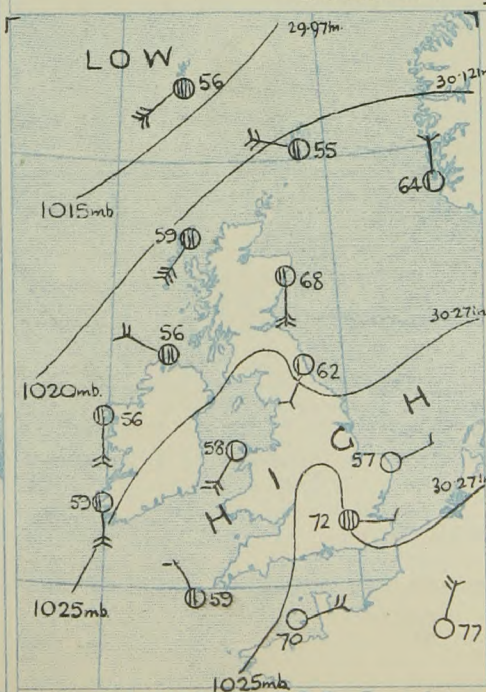 29.97in.
LOW
56
30.12in.
55
64
1015mb.
59
68
30.27in.
56
62
1020mb.
H
56
G
58
57
I
30.27in.
59
H
72
1025mb.
59
70
77
1025mb.